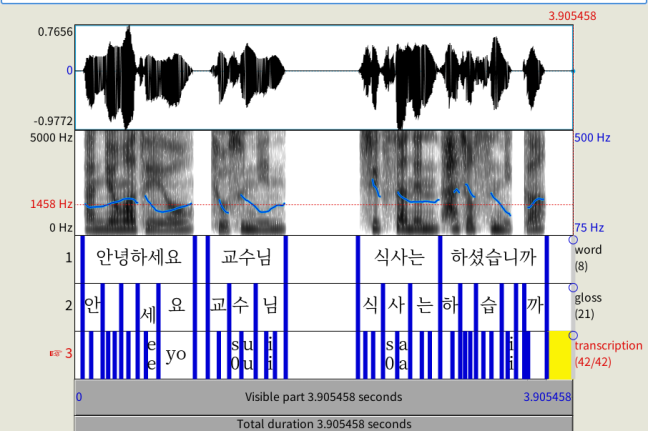 3.905458
0.7656
0
-0.9772
5000 Hz
500 Hz
1458 Hz
0 Hz
75 Hz
1 안녕하세요 교수님 식사는 하셨습니까 word
(8)
2 안 세 요 교 수 님 식 사 는 하 습 까 gloss
(21)
☞ 3 e yo su i sa i transcription
e 0u i 0a i (42/42)
0 Visible part 3.905458 seconds 3.905458
Total duration 3.905458 seconds